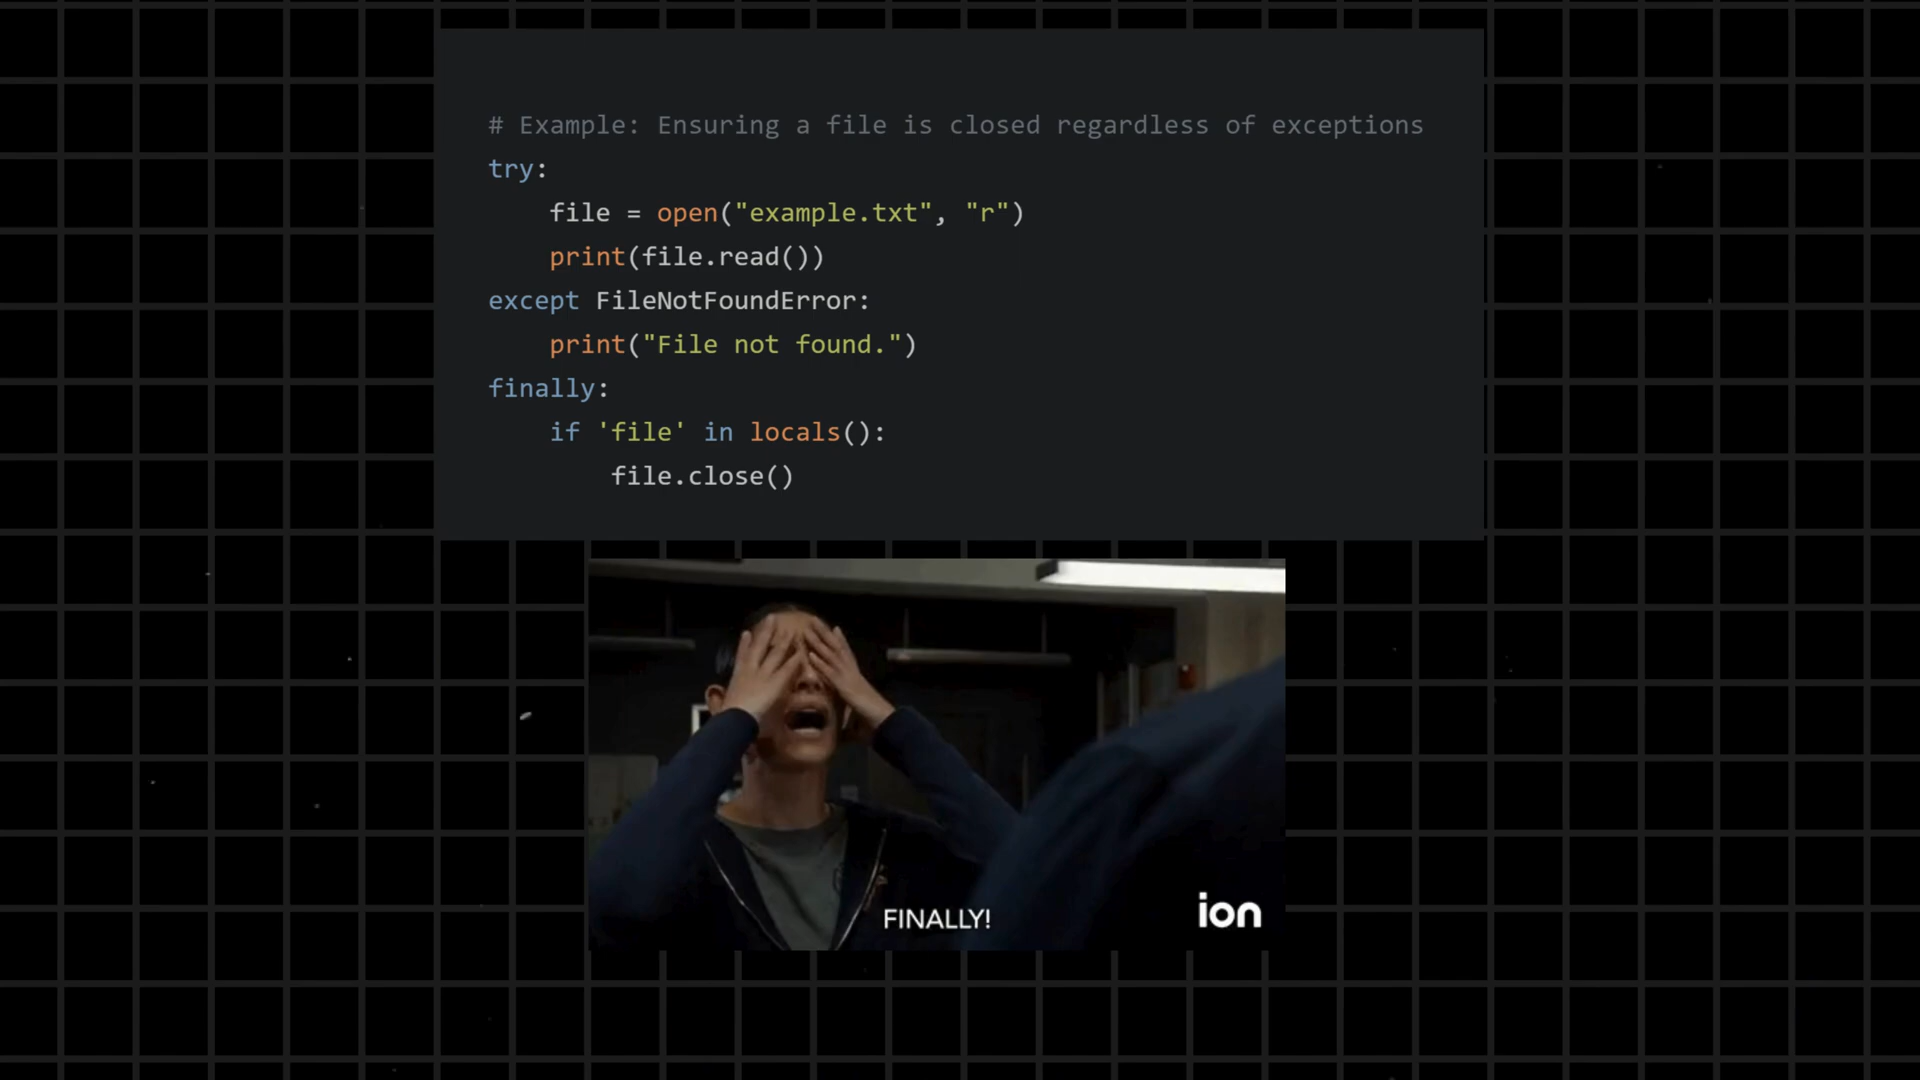 # Example: Ensuring a file is closed regardless of exceptions
try:
    file = open("example.txt", "r")
    print(file.read())
except FileNotFoundError:
    print("File not found.")
finally:
    if 'file' in locals():
        file.close()
FINALLY!
ion